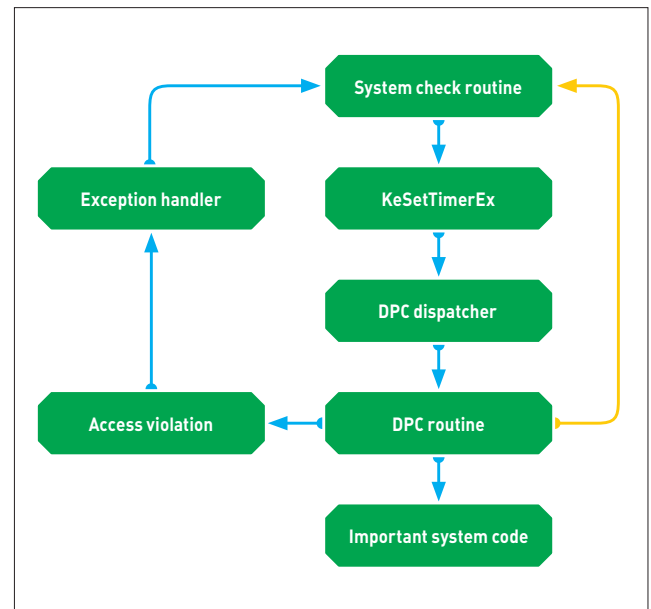 System check routine
Exception handler
KeSetTimerEx
DPC dispatcher
Access violation
DPC routine
Important system code